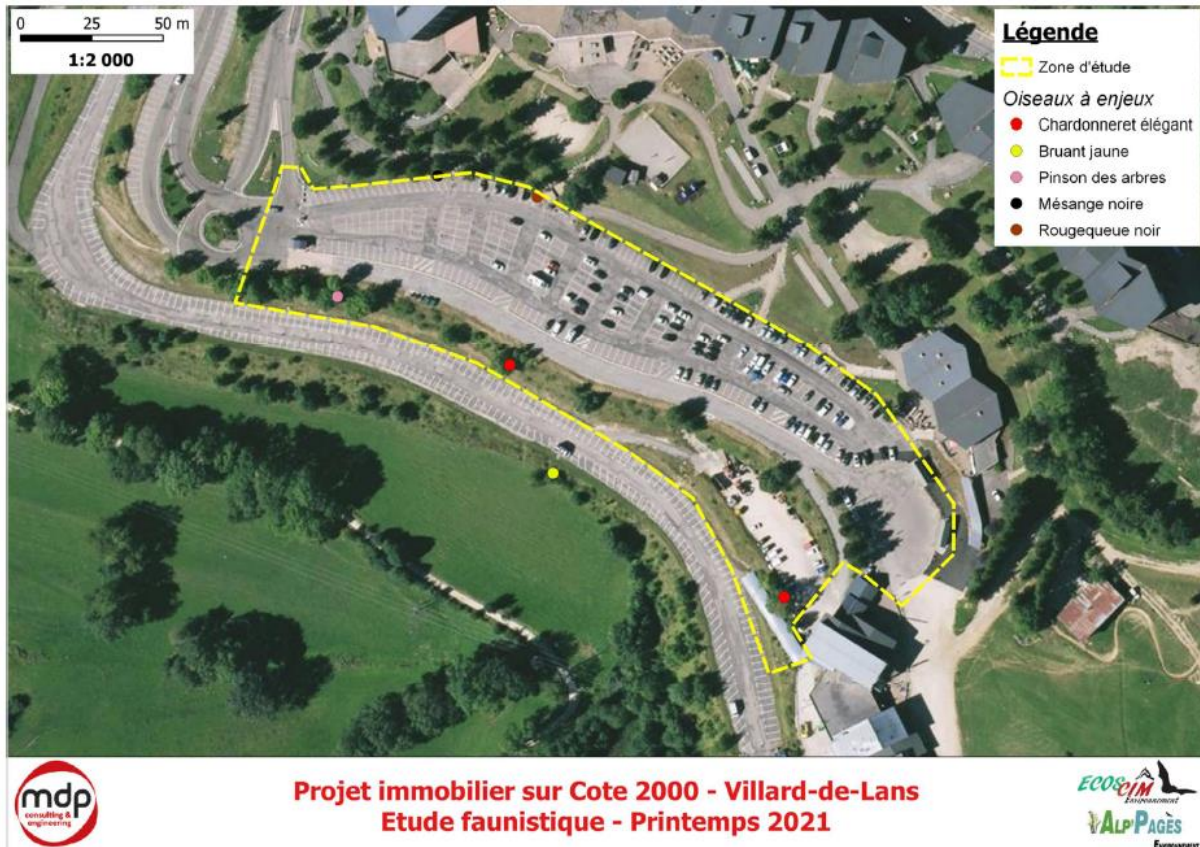 0 25 50 m
1:2 000
Légende
Zone d'étude
Oiseaux à enjeux
Chardonneret élégant
Bruant jaune
Pinson des arbres
Mésange noire
Rougequeue noir
mdp
consulting &
engineering
Projet immobilier sur Cote 2000 - Villard-de-Lans
Etude faunistique - Printemps 2021
ECOSCIM
Environnement
ALP'PAGÈS
Environnement